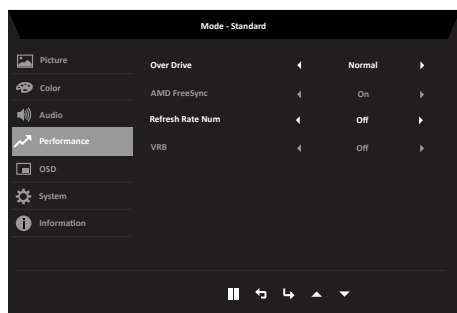 Mode - Standard
Picture
Color
Audio
Performance
OSD
System
Information
Over Drive Normal
AMD FreeSync On
Refresh Rate Num Off
VRB Off